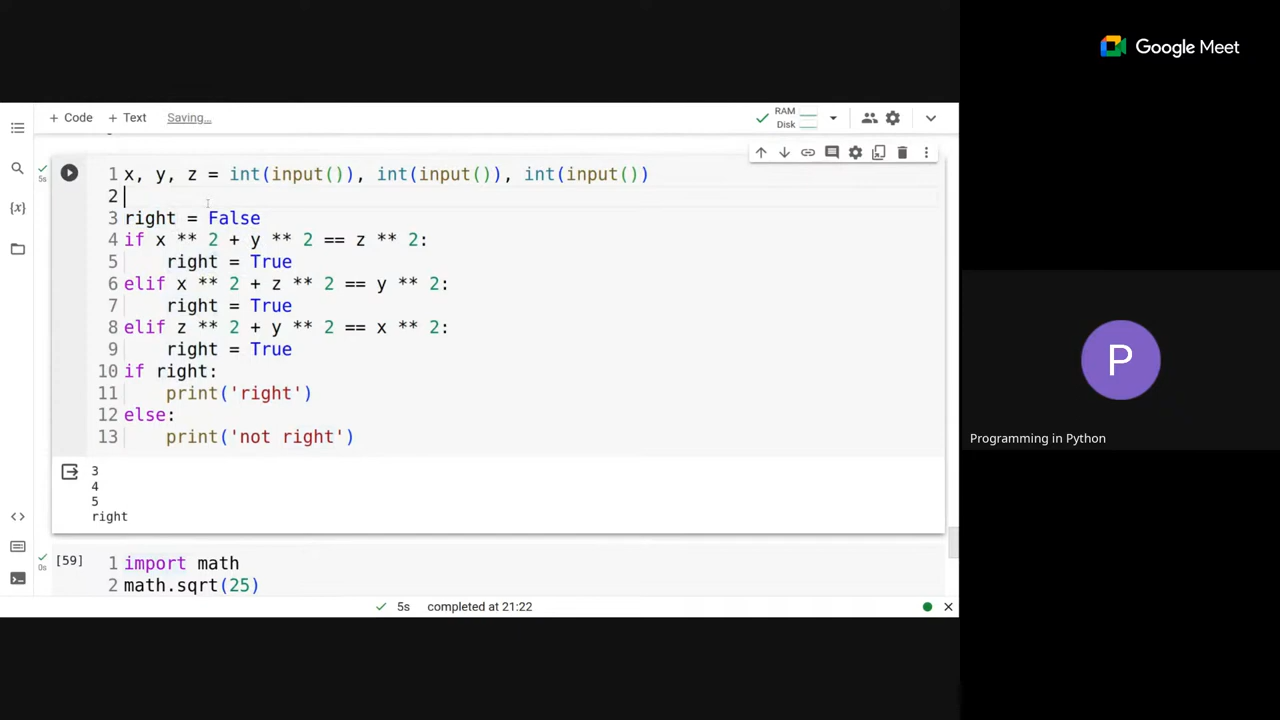 Google Meet
+ Code + Text Saving... RAM
Disk
1 x, y, z = int(input()), int(input()), int(input())
5s
2
{x}
3 right = False
4 if x ** 2 + y ** 2 == z ** 2:
5 right = True
6 elif x ** 2 + z ** 2 == y ** 2:
7 right = True
8 elif z ** 2 + y ** 2 == x ** 2:
9 right = True
10 if right:
11 print('right')
12 else:
13 print('not right')
3
4
5
right
[59] 1 import math
0s
2 math.sqrt(25)
5s completed at 21:22
P
Programming in Python